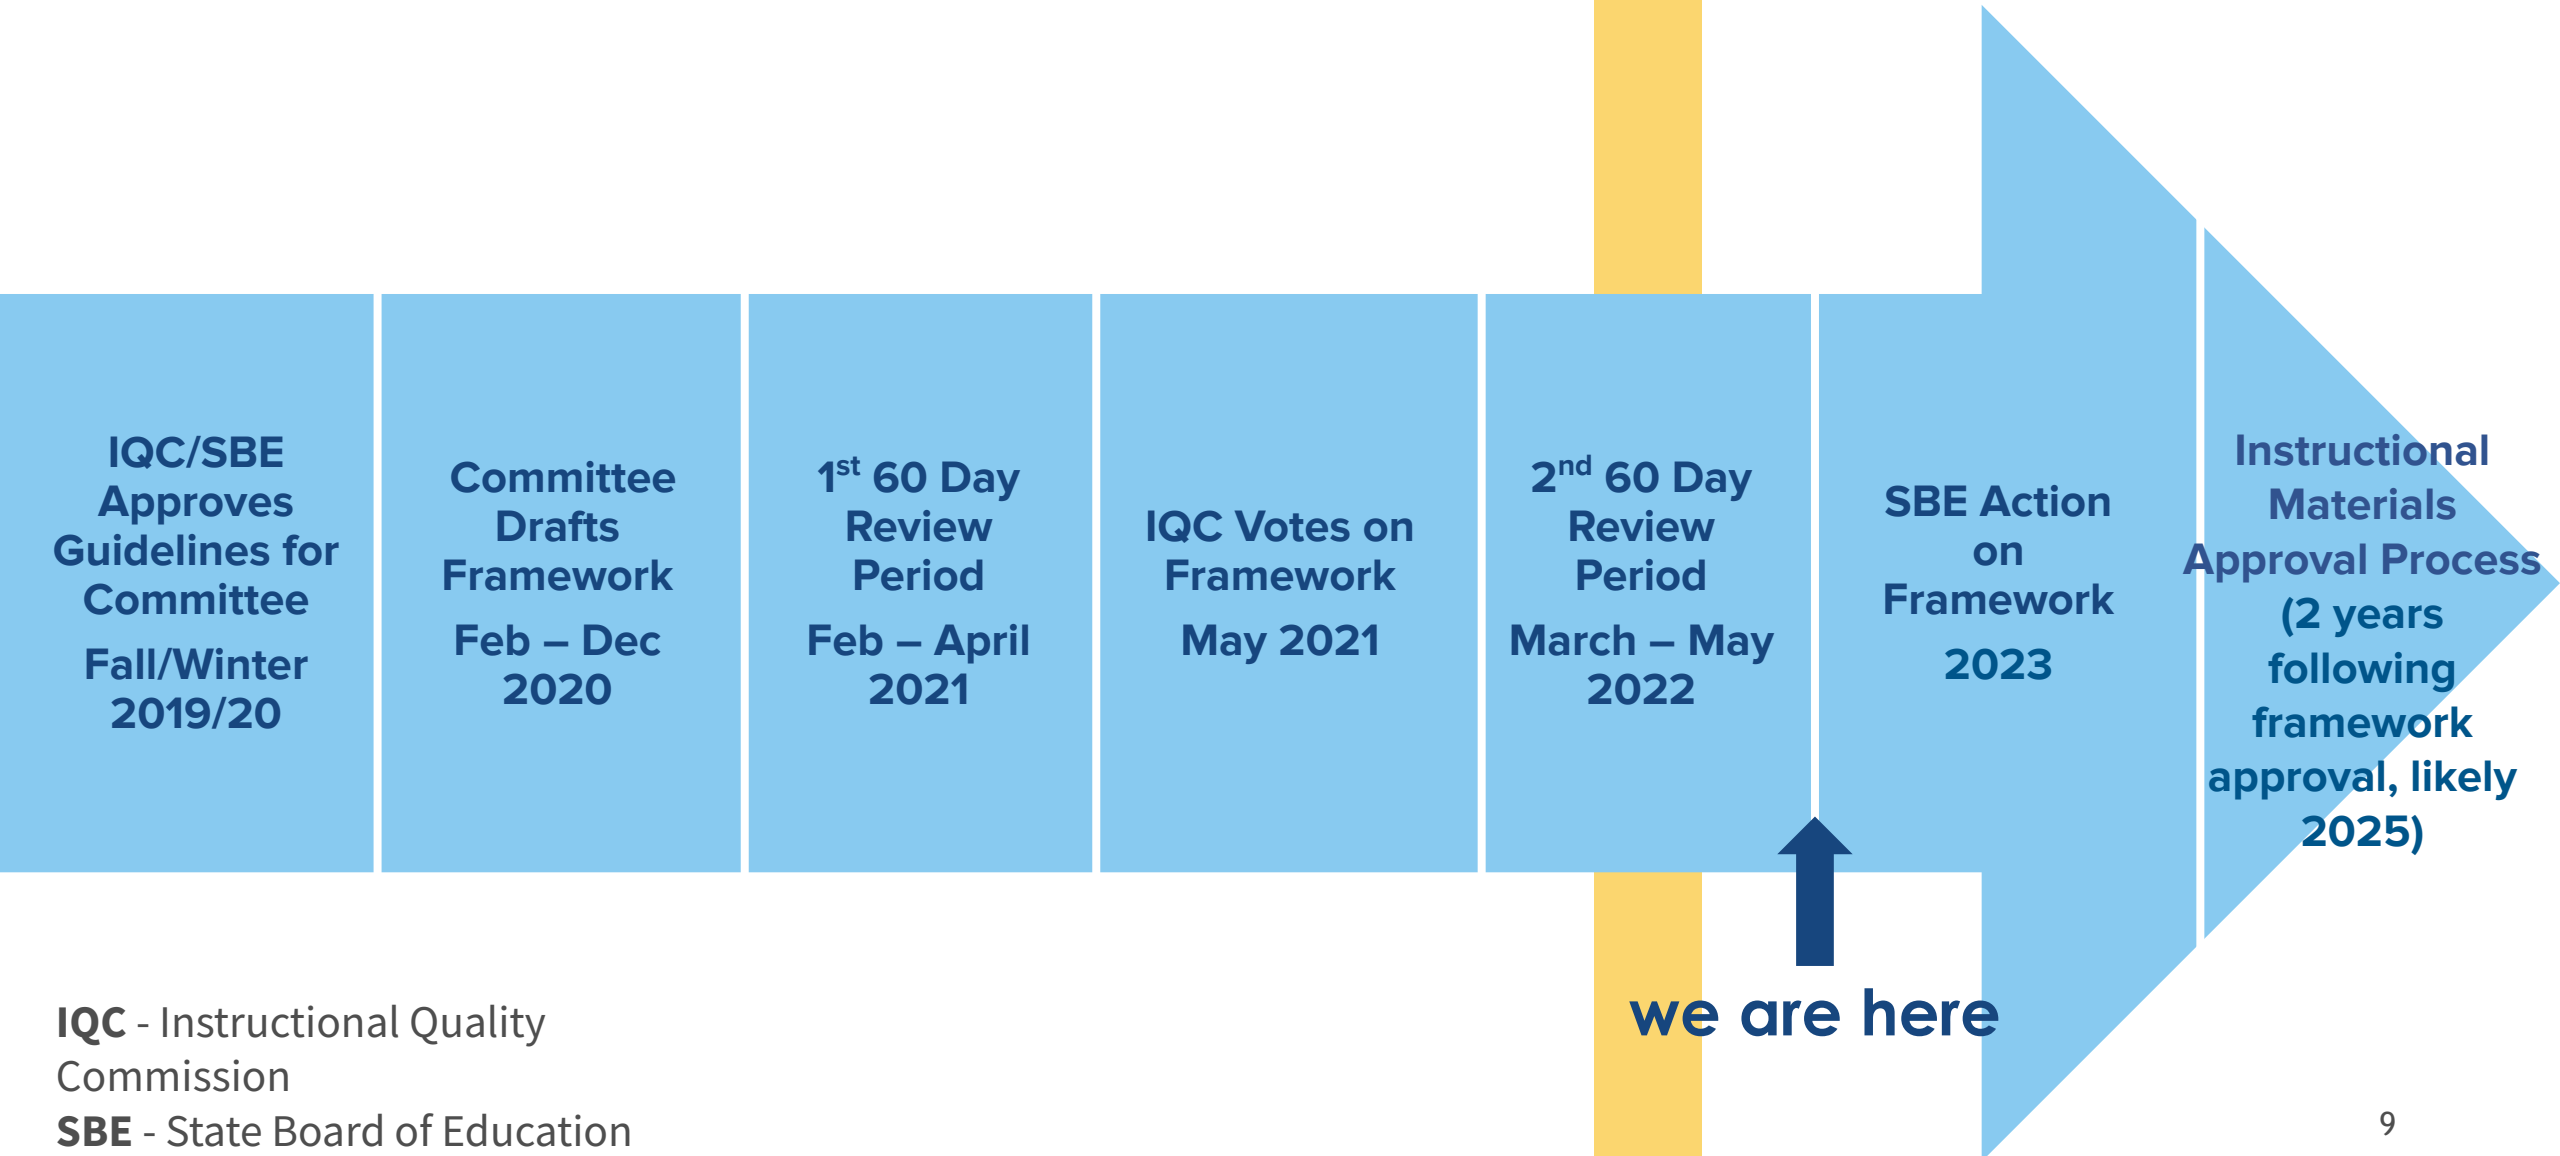 IQC/SBE
Approves
Guidelines for
Committee
Fall/Winter
2019/20
Committee
Drafts
Framework
Feb – Dec
2020
1st 60 Day
Review
Period
Feb – April
2021
IQC Votes on
Framework
May 2021
2nd 60 Day
Review
Period
March – May
2022
SBE Action
on
Framework
2023
Instructional
Materials
Approval Process
(2 years
following
framework
approval, likely
2025)
we are here
IQC - Instructional Quality
Commission
SBE - State Board of Education
9